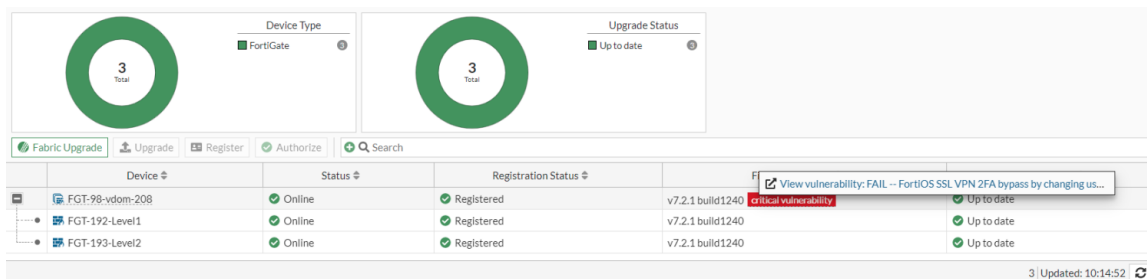 Device Type
FortiGate 3
3
Total
Upgrade Status
Up to date 3
3
Total
Fabric Upgrade Upgrade Register Authorize Search
Device Status Registration Status
View vulnerability: FAIL -- FortiOS SSL VPN 2FA bypass by changing us...
FGT-98-vdom-208 Online Registered v7.2.1 build1240 critical vulnerability Up to date
FGT-192-Level1 Online Registered v7.2.1 build1240 Up to date
FGT-193-Level2 Online Registered v7.2.1 build1240 Up to date
3 Updated: 10:14:52